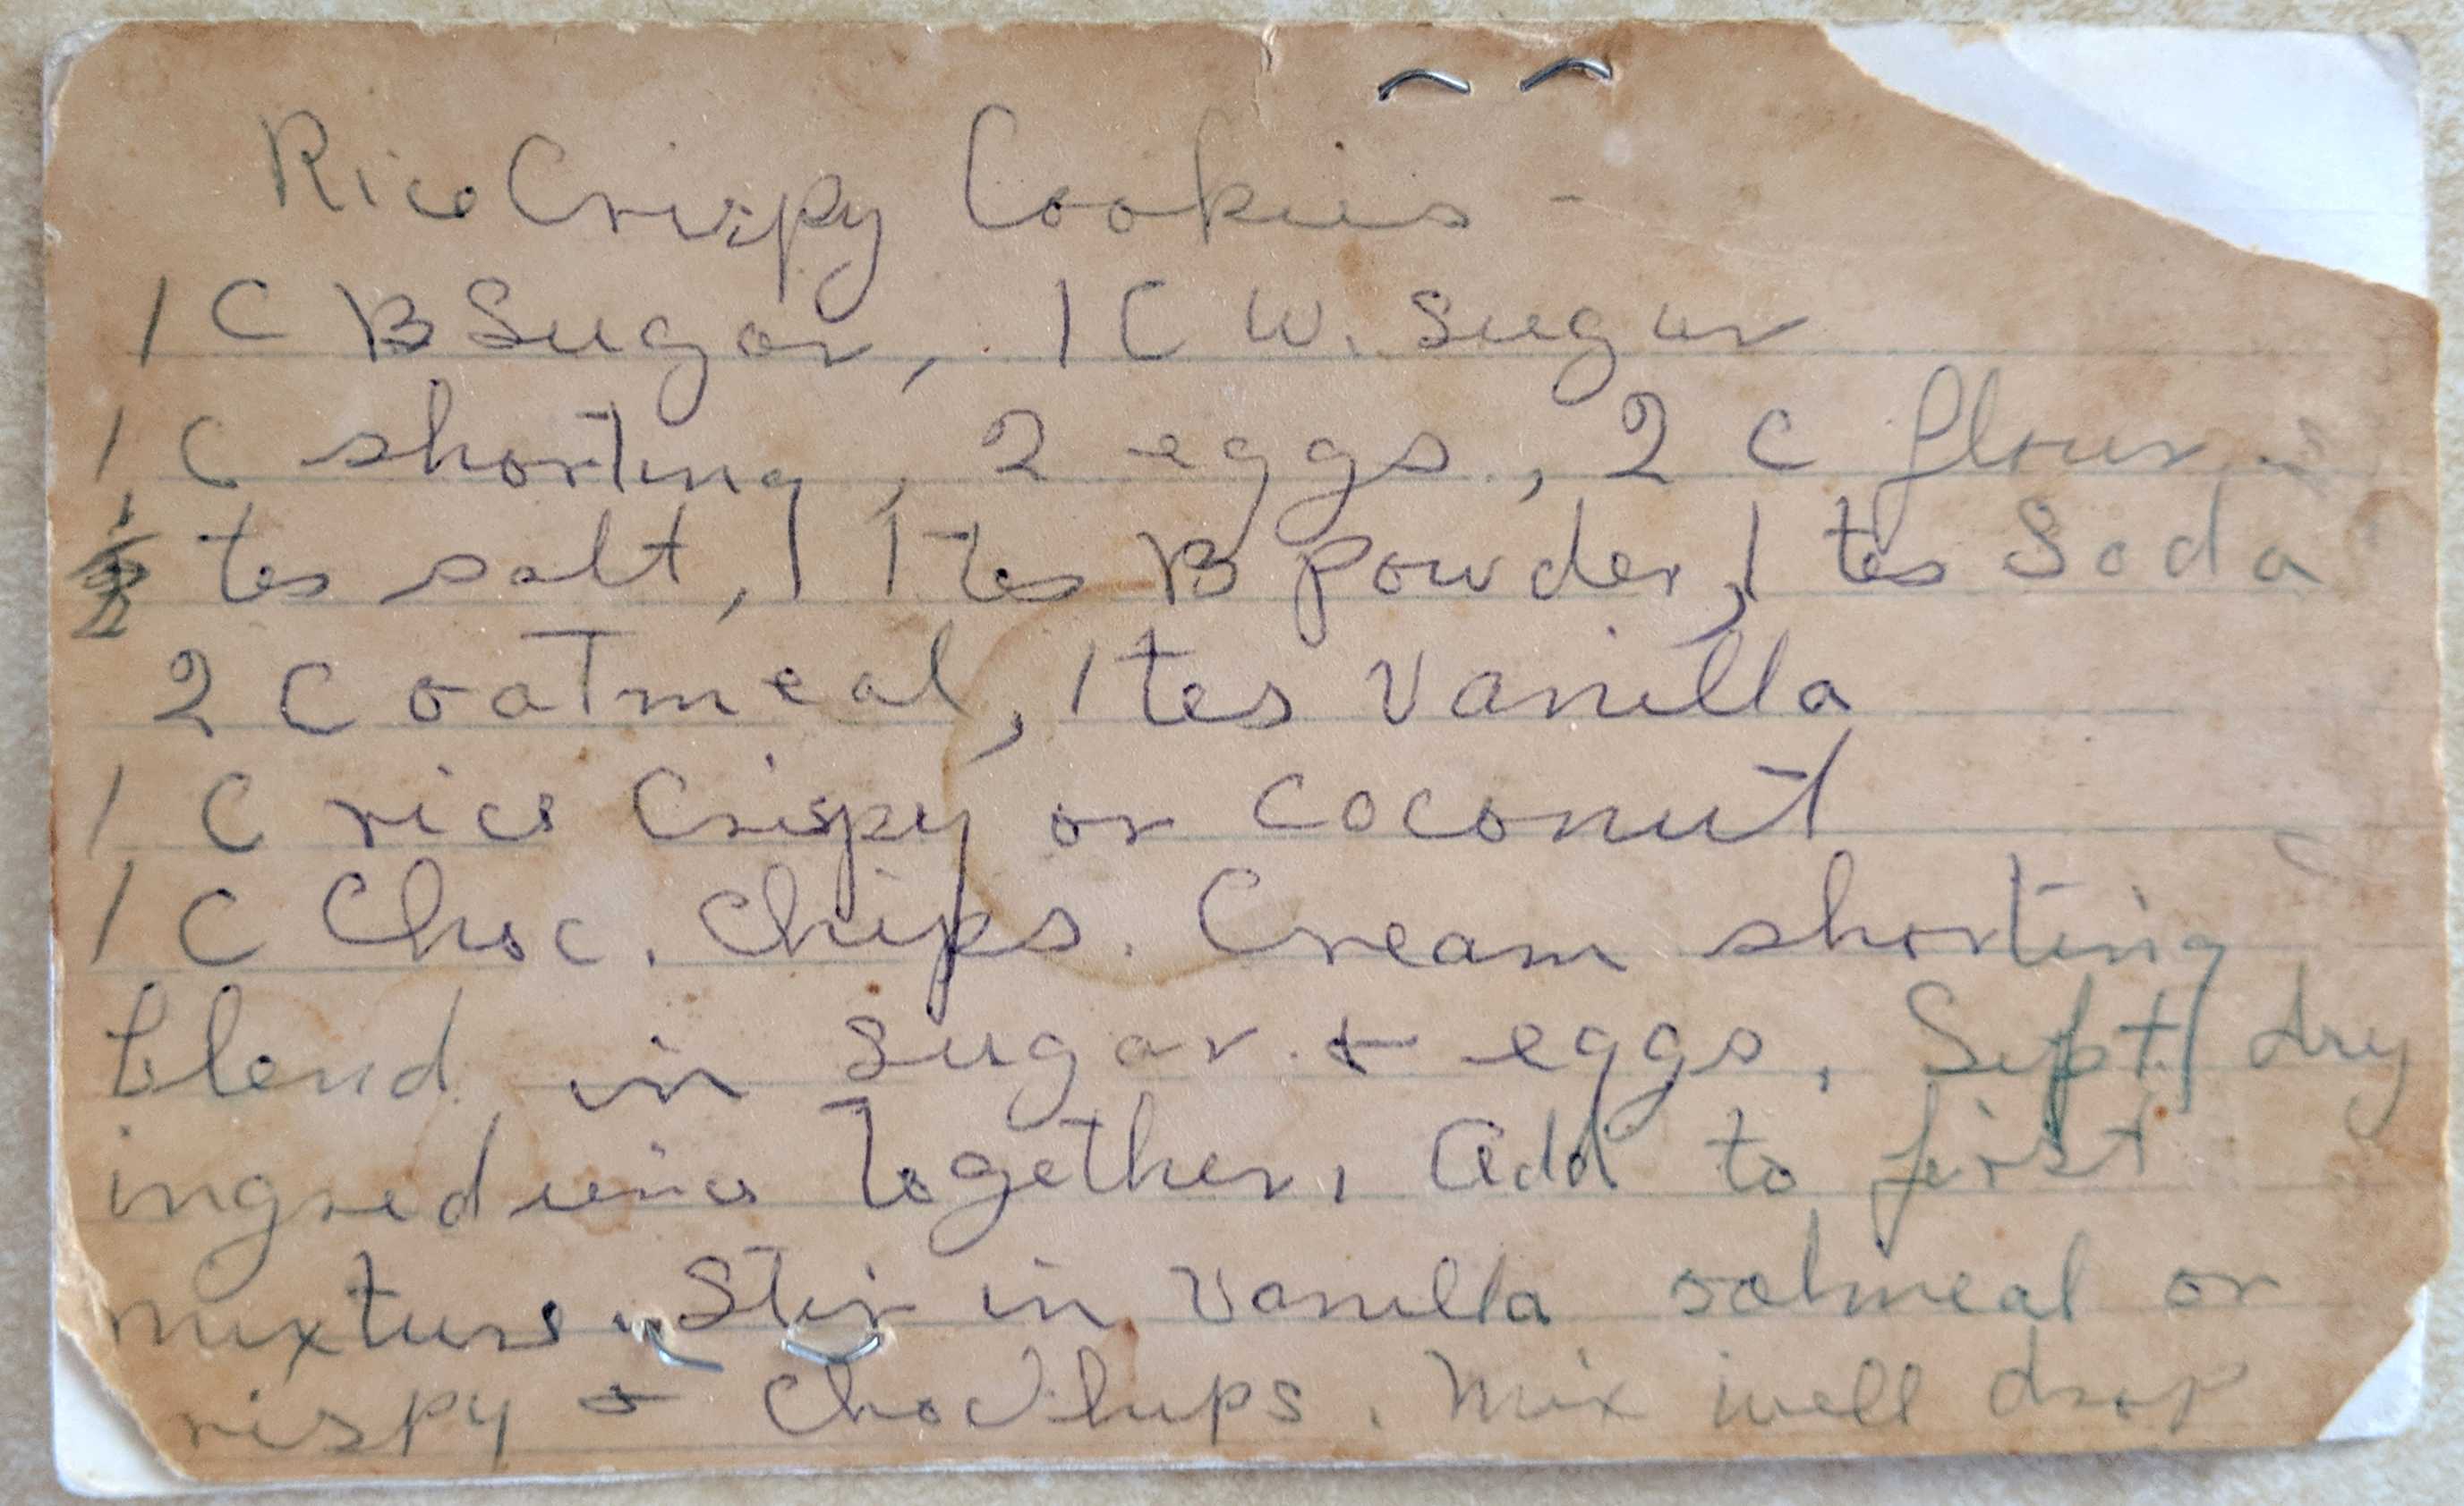 Rice Crispy Cookies -
1 C B Sugar, 1 C W. Sugar
1 C shorting, 2 eggs, 2 C flour
1/2 tes salt, 1 tes B Powder, 1 tes Soda
2 C oatmeal, 1 tes Vanilla
1 C rice Crispy or coconut
1 C Choc. Chips. Cream shorting
blend in Sugar + eggs, Sift dry
together, add to first
mixture. Stir in Vanilla oatmeal or
rispy + Choc Chips. Mix well drop